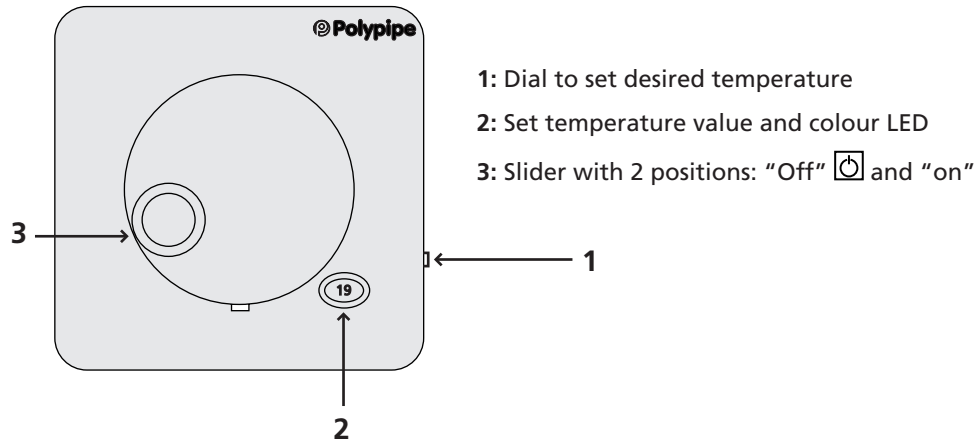 Polypipe
1: Dial to set desired temperature
2: Set temperature value and colour LED
3: Slider with 2 positions: “Off” and “on”
3
1
19
2